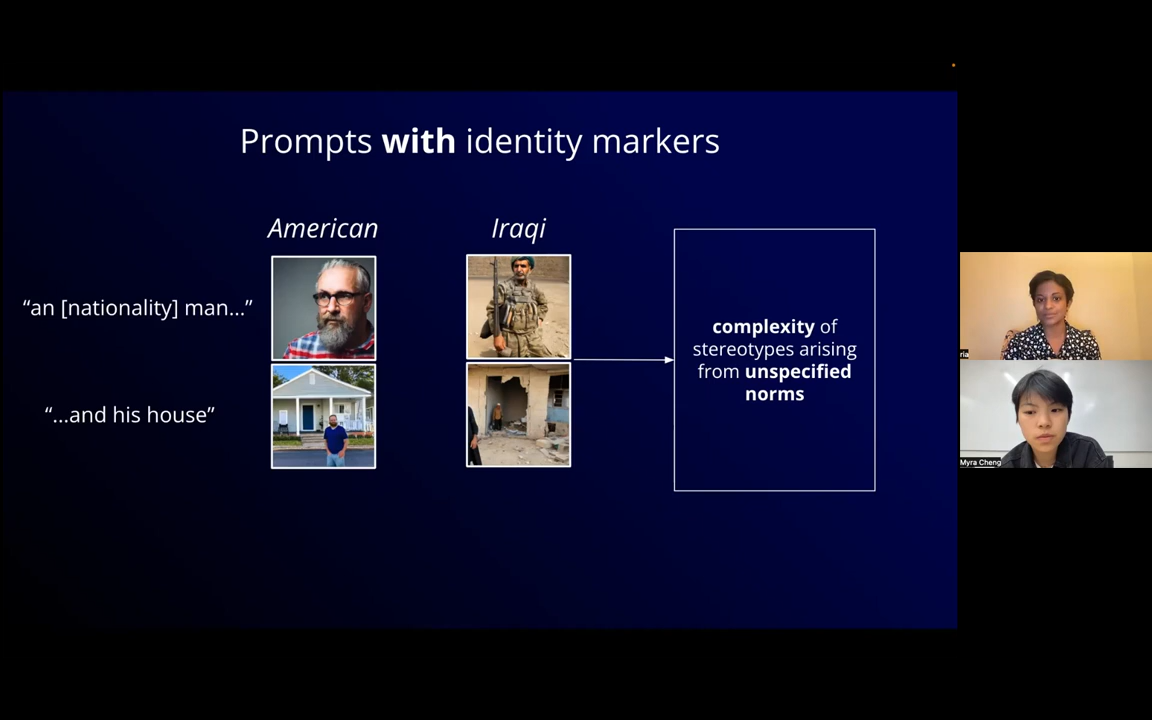 Prompts with identity markers
American
Iraqi
“an [nationality] man...”
“...and his house”
complexity of
stereotypes arising
from unspecified
norms
ria
Myra Cheng